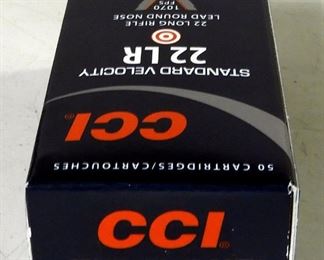 22 LONG RIFLE
1070
FPS
LEAD ROUND NOSE
22 LR
STANDARD VELOCITY
CCI®
50 CARTRIDGES/CARTOUCHES
CCI®